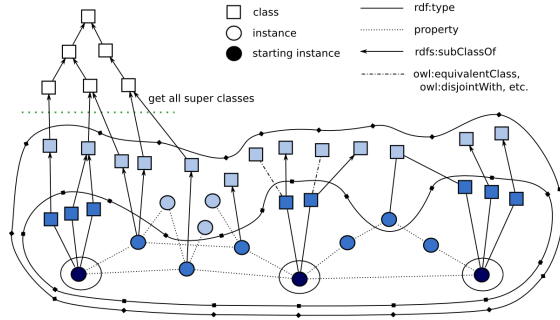 class
instance
starting instance
rdf:type
property
rdfs:subClassOf
owl:equivalentClass,
owl:disjointWith, etc.
get all super classes